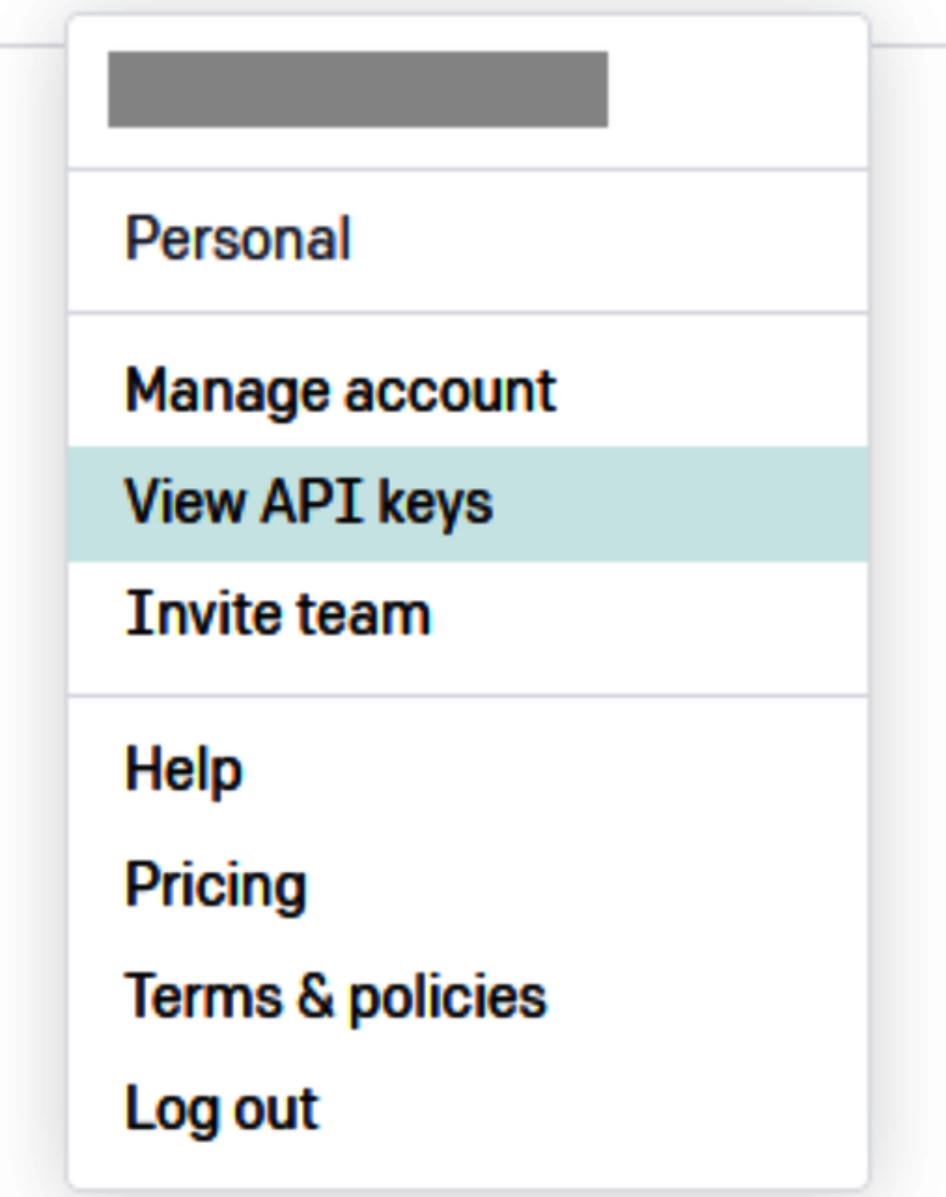 Personal
Manage account
View API keys
Invite team
Help
Pricing
Terms & policies
Log out